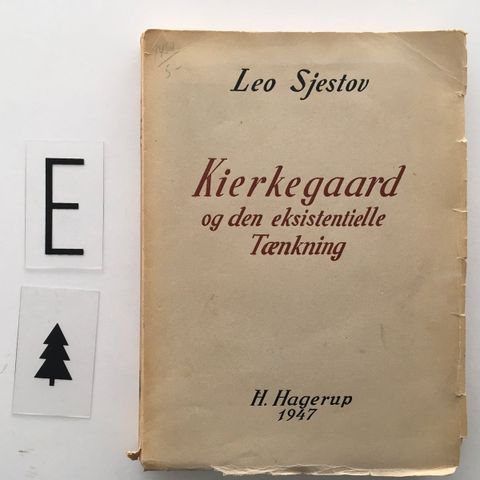 Leo Sjestov
Kierkegaard
og den eksistentielle
Tænkning
H. Hagerup
1947
E